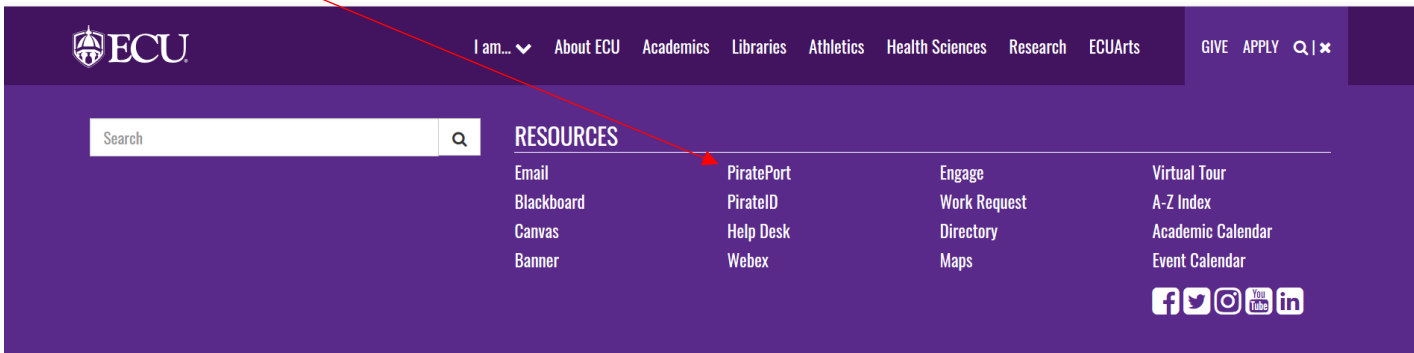 ECU
I am... About ECU Academics Libraries Athletics Health Sciences Research ECUArts GIVE APPLY
Search
RESOURCES
Email PiratePort Engage Virtual Tour
Blackboard PirateID Work Request A-Z Index
Canvas Help Desk Directory Academic Calendar
Banner Webex Maps Event Calendar
f You Tube in